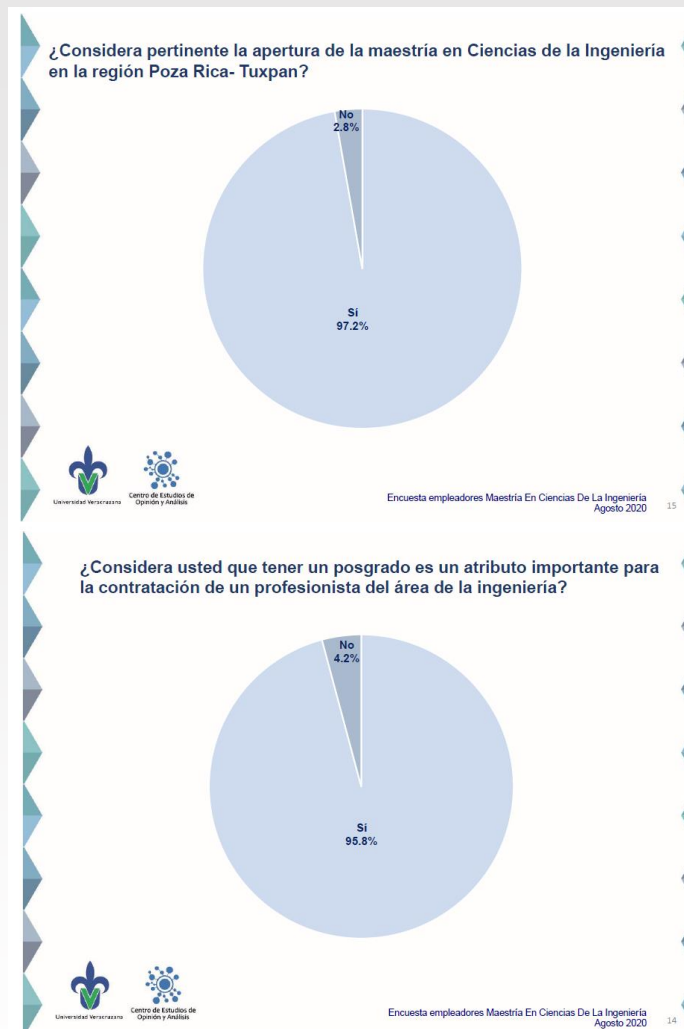 ¿Considera pertinente la apertura de la maestría en Ciencias de la Ingeniería
en la región Poza Rica- Tuxpan?
No
2.8%
Sí
97.2%
Universidad Veracruzana
Centro de Estudios de
Opinión y Análisis
Encuesta empleadores Maestría En Ciencias De La Ingeniería
Agosto 2020
15
¿Considera usted que tener un posgrado es un atributo importante para
la contratación de un profesionista del área de la ingeniería?
No
4.2%
Sí
95.8%
Universidad Veracruzana
Centro de Estudios de
Opinión y Análisis
Encuesta empleadores Maestría En Ciencias De La Ingeniería
Agosto 2020
14